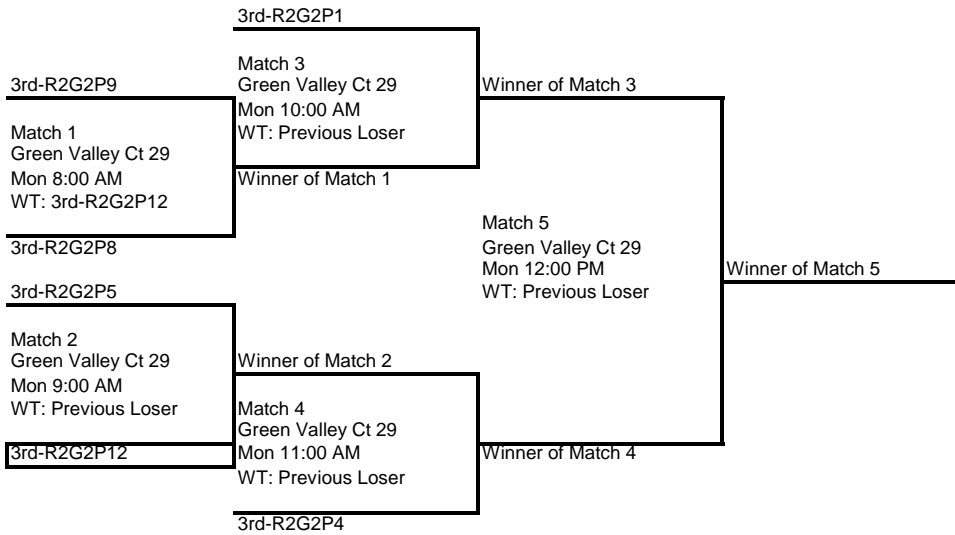 3rd-R2G2P1
Match 3
Green Valley Ct 29
Mon 10:00 AM
WT: Previous Loser
3rd-R2G2P9
Winner of Match 3
Match 1
Green Valley Ct 29
Mon 8:00 AM
WT: 3rd-R2G2P12
Winner of Match 1
3rd-R2G2P8
Match 5
Green Valley Ct 29
Mon 12:00 PM
WT: Previous Loser
Winner of Match 5
3rd-R2G2P5
Match 2
Green Valley Ct 29
Mon 9:00 AM
WT: Previous Loser
Winner of Match 2
3rd-R2G2P12
Match 4
Green Valley Ct 29
Mon 11:00 AM
WT: Previous Loser
Winner of Match 4
3rd-R2G2P4